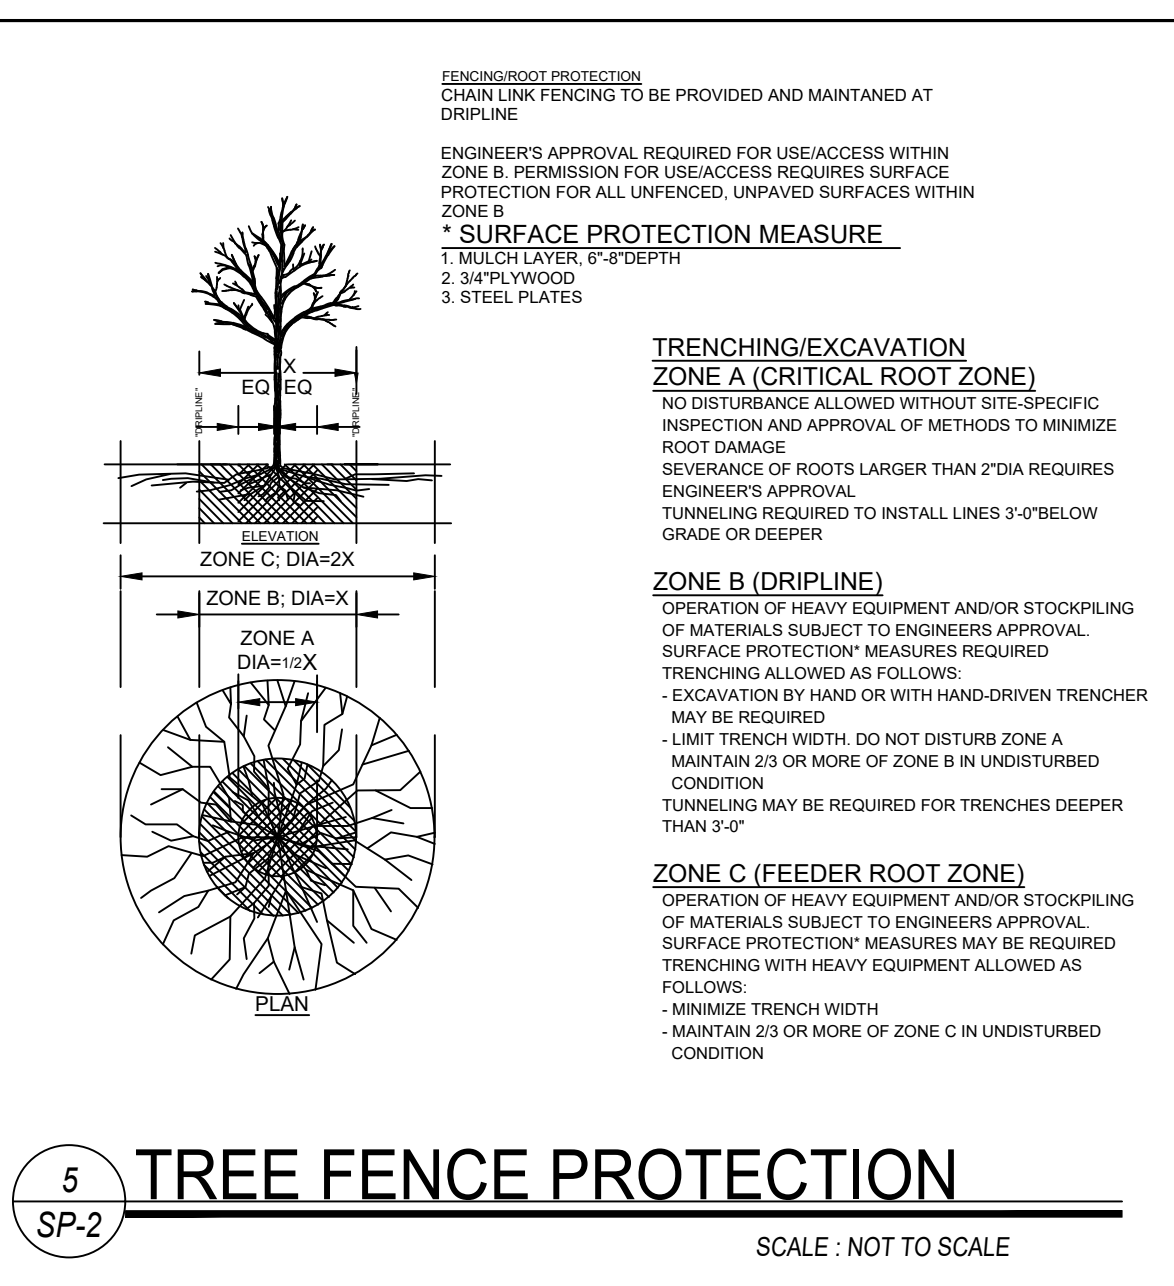 FENCING/ROOT PROTECTION
CHAIN LINK FENCING TO BE PROVIDED AND MAINTANED AT
DRIPLINE
ENGINEER'S APPROVAL REQUIRED FOR USE/ACCESS WITHIN
ZONE B. PERMISSION FOR USE/ACCESS REQUIRES SURFACE
PROTECTION FOR ALL UNFENCED, UNPAVED SURFACES WITHIN
ZONE B
* SURFACE PROTECTION MEASURE
1. MULCH LAYER, 6"-8"DEPTH
2. 3/4"PLYWOOD
3. STEEL PLATES
X
EQ EQ
"DRIPLINE"
"DRIPLINE"
ELEVATION
ZONE C; DIA=2X
ZONE B; DIA=X
ZONE A
DIA=1/2X
PLAN
TRENCHING/EXCAVATION
ZONE A (CRITICAL ROOT ZONE)
NO DISTURBANCE ALLOWED WITHOUT SITE-SPECIFIC
INSPECTION AND APPROVAL OF METHODS TO MINIMIZE
ROOT DAMAGE
SEVERANCE OF ROOTS LARGER THAN 2"DIA REQUIRES
ENGINEER'S APPROVAL
TUNNELING REQUIRED TO INSTALL LINES 3'-0"BELOW
GRADE OR DEEPER
ZONE B (DRIPLINE)
OPERATION OF HEAVY EQUIPMENT AND/OR STOCKPILING
OF MATERIALS SUBJECT TO ENGINEERS APPROVAL.
SURFACE PROTECTION* MEASURES REQUIRED
TRENCHING ALLOWED AS FOLLOWS:
- EXCAVATION BY HAND OR WITH HAND-DRIVEN TRENCHER
MAY BE REQUIRED
- LIMIT TRENCH WIDTH. DO NOT DISTURB ZONE A
MAINTAIN 2/3 OR MORE OF ZONE B IN UNDISTURBED
CONDITION
TUNNELING MAY BE REQUIRED FOR TRENCHES DEEPER
THAN 3'-0"
ZONE C (FEEDER ROOT ZONE)
OPERATION OF HEAVY EQUIPMENT AND/OR STOCKPILING
OF MATERIALS SUBJECT TO ENGINEERS APPROVAL.
SURFACE PROTECTION* MEASURES MAY BE REQUIRED
TRENCHING WITH HEAVY EQUIPMENT ALLOWED AS
FOLLOWS:
- MINIMIZE TRENCH WIDTH
- MAINTAIN 2/3 OR MORE OF ZONE C IN UNDISTURBED
CONDITION
5
SP-2
TREE FENCE PROTECTION
SCALE : NOT TO SCALE